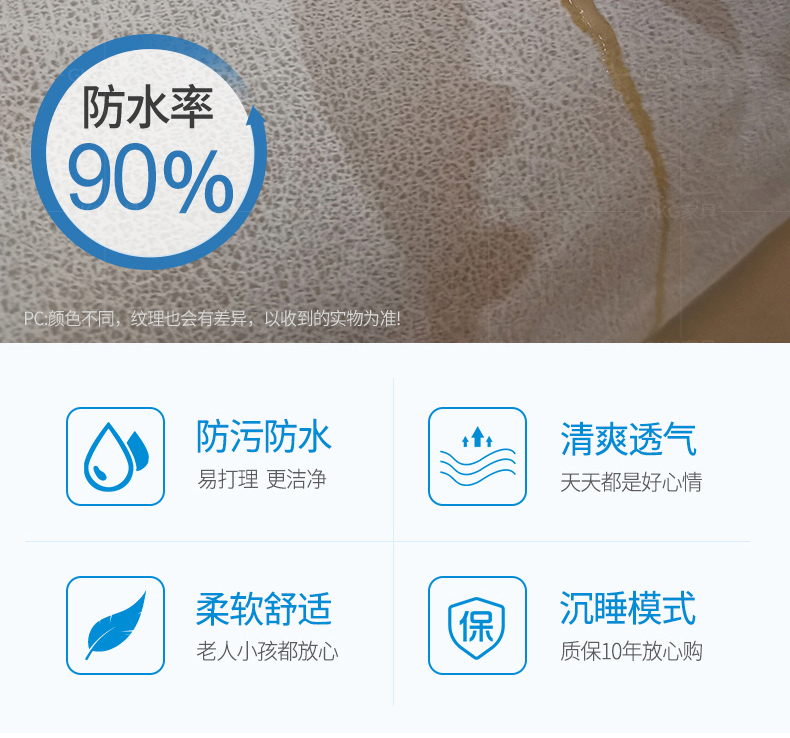 防水率
90%
PC:颜色不同，纹理也会有差异，以收到的实物为准!
防污防水
易打理 更洁净
清爽透气
天天都是好心情
柔软舒适
老人小孩都放心
保
沉睡模式
质保10年放心购